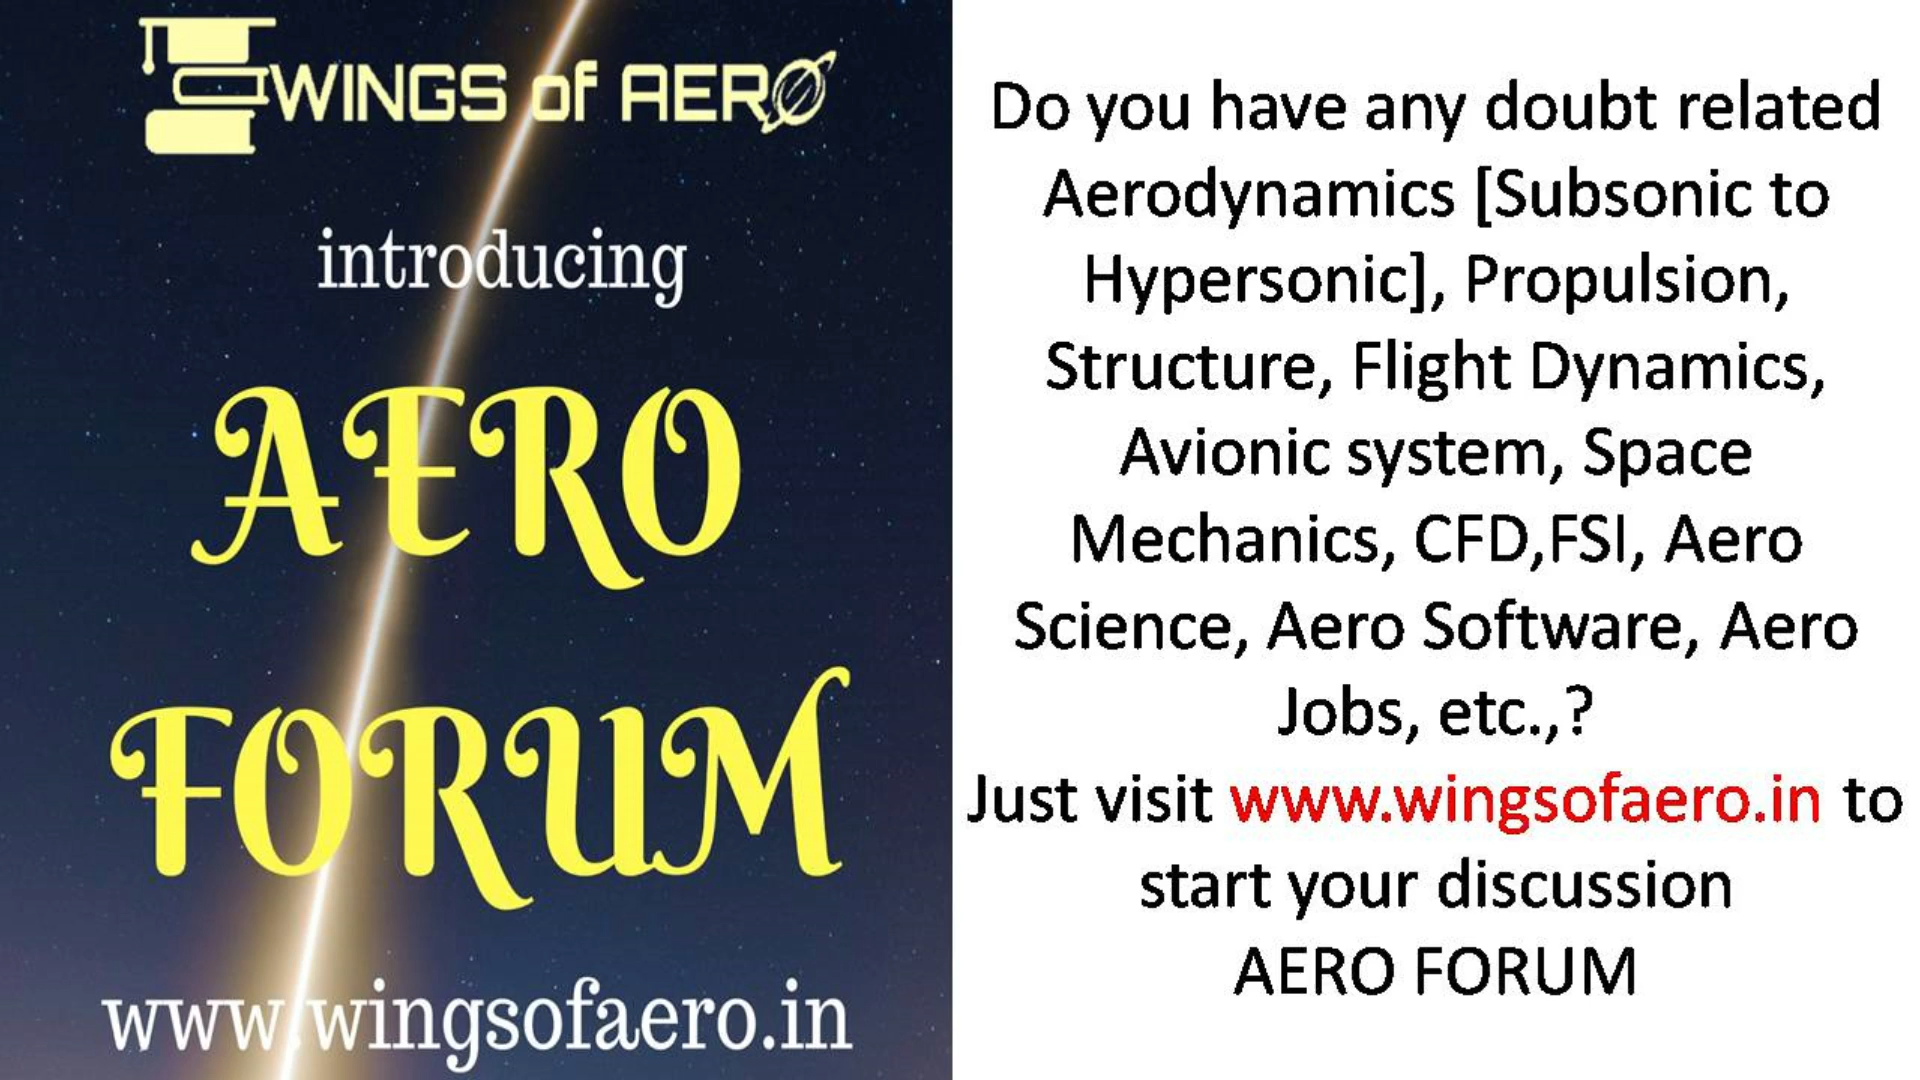 WINGS of AERO
introducing
AERO
FORUM
www.wingsofaero.in
Do you have any doubt related
Aerodynamics [Subsonic to
Hypersonic], Propulsion,
Structure, Flight Dynamics,
Avionic system, Space
Mechanics, CFD,FSI, Aero
Science, Aero Software, Aero
Jobs, etc.,?
Just visit www.wingsofaero.in to
start your discussion
AERO FORUM